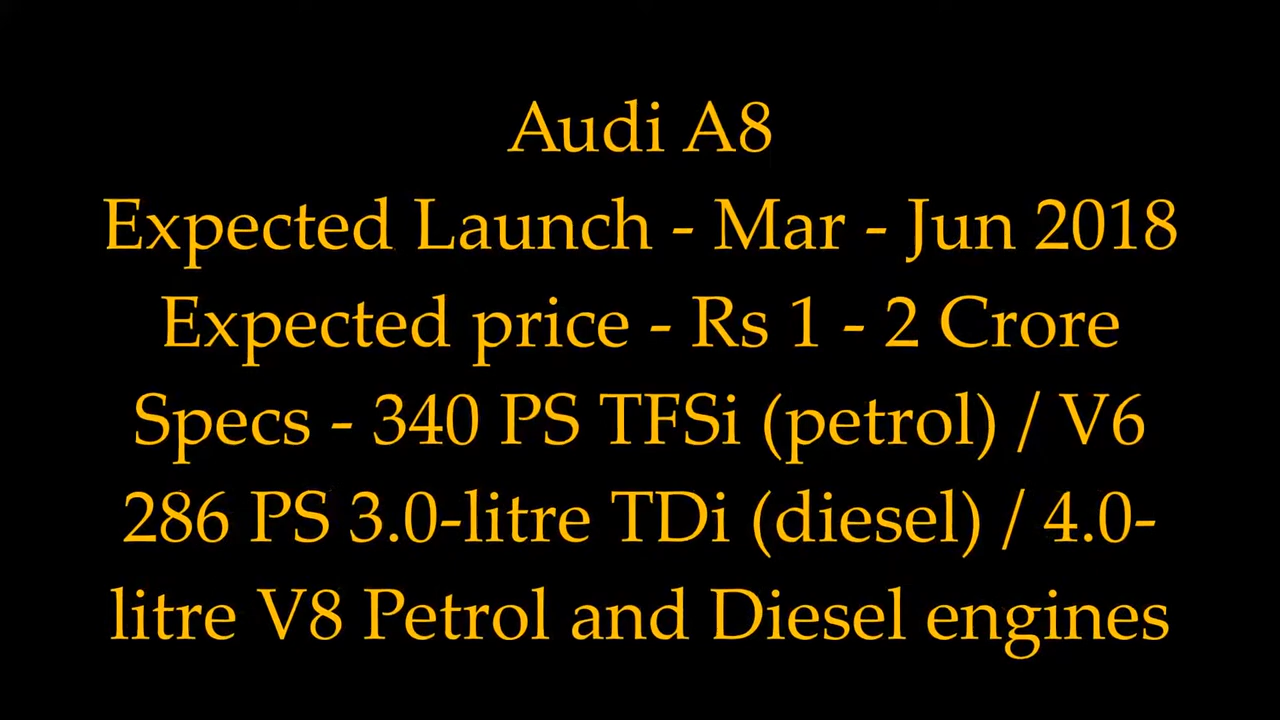 Audi A8
Expected Launch - Mar - Jun 2018
Expected price - Rs 1 - 2 Crore
Specs - 340 PS TFSi (petrol) / V6
286 PS 3.0-litre TDi (diesel) / 4.0-
litre V8 Petrol and Diesel engines